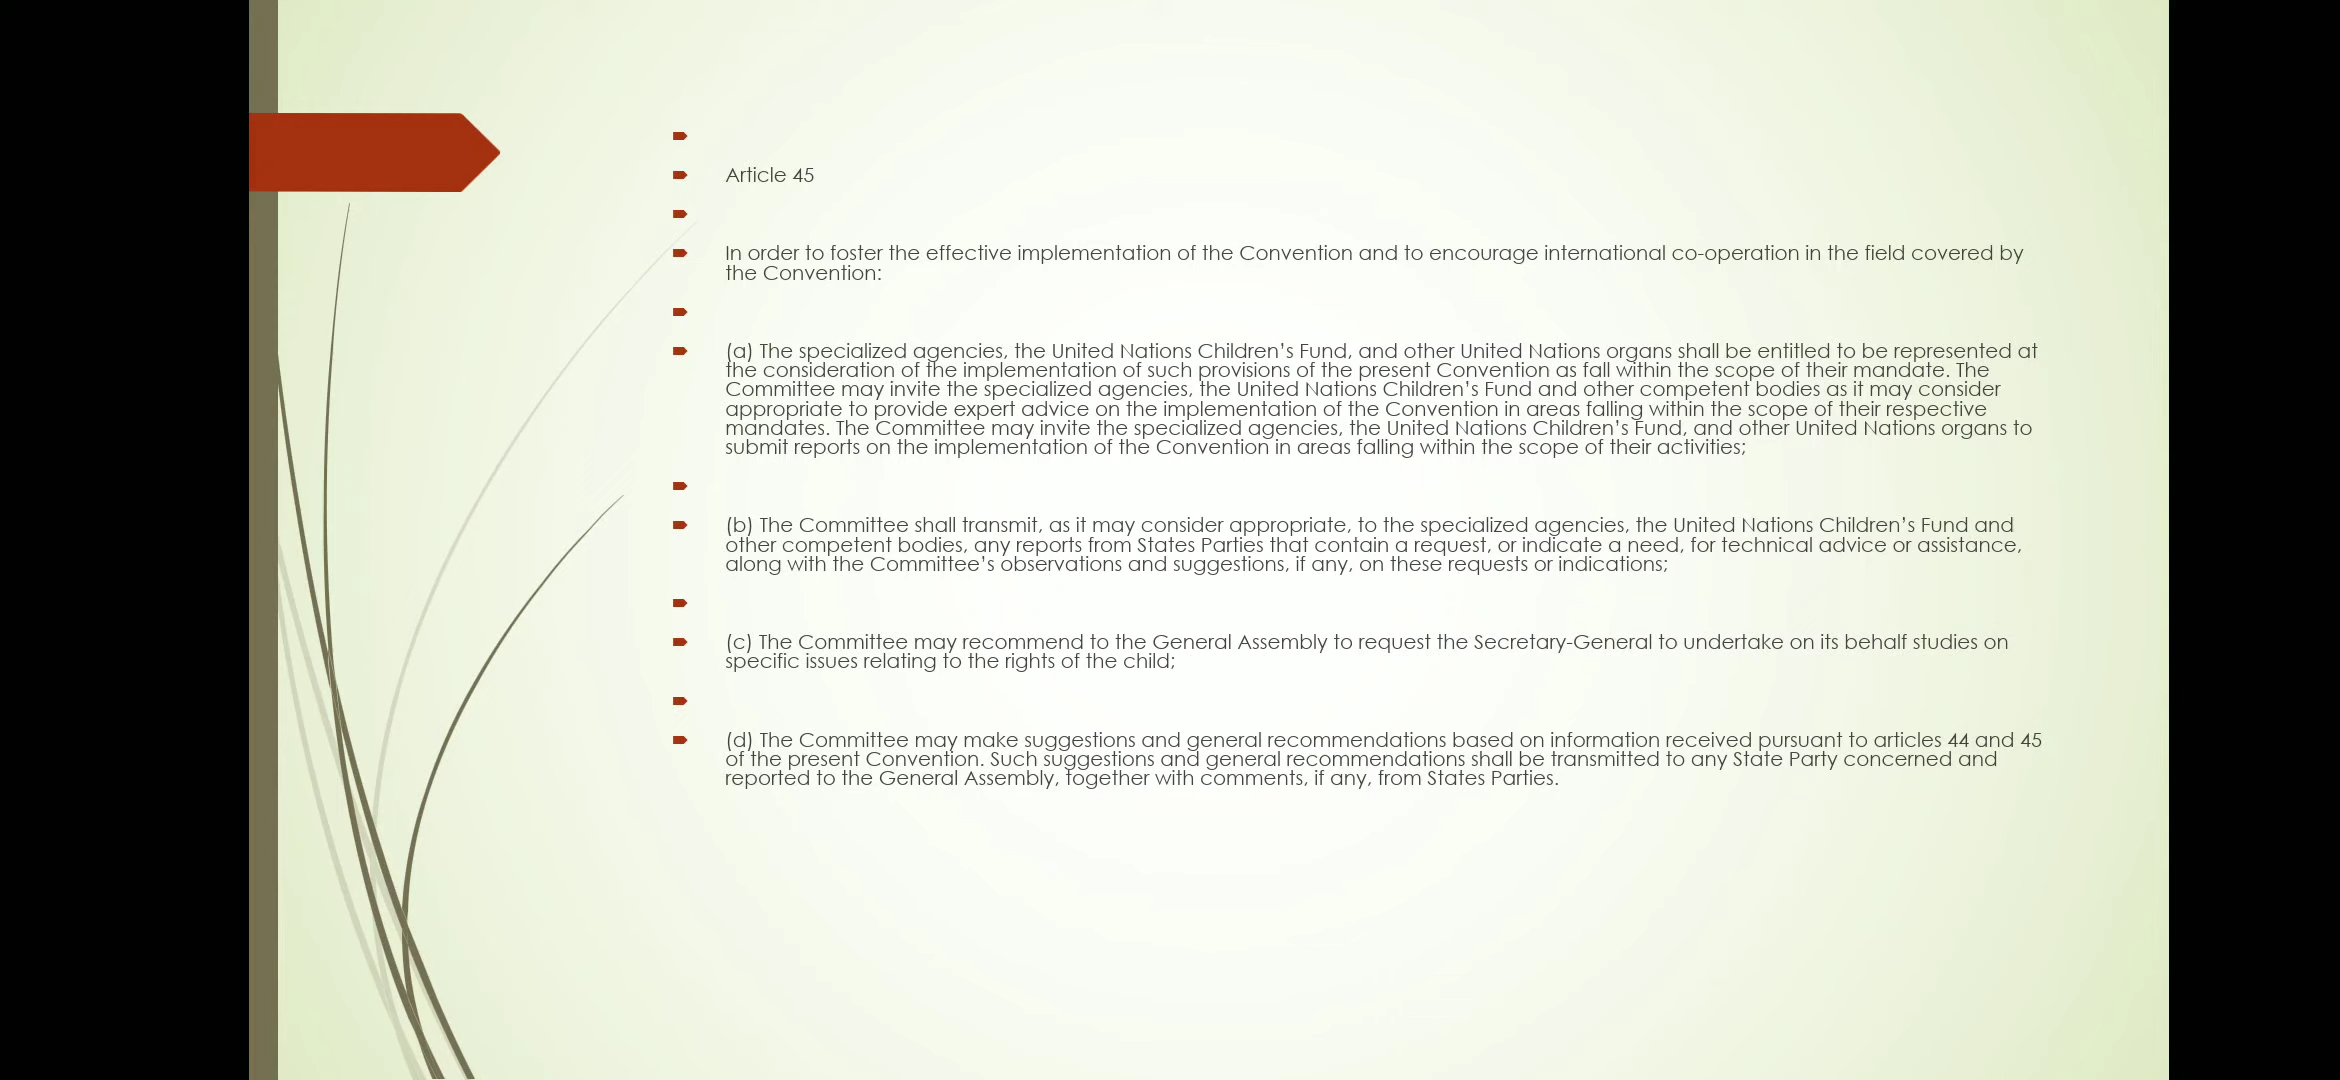 Article 45
In order to foster the effective implementation of the Convention and to encourage international co-operation in the field covered by
the Convention:
(a) The specialized agencies, the United Nations Children’s Fund, and other United Nations organs shall be entitled to be represented at
the consideration of the implementation of such provisions of the present Convention as fall within the scope of their mandate. The
Committee may invite the specialized agencies, the United Nations Children’s Fund and other competent bodies as it may consider
appropriate to provide expert advice on the implementation of the Convention in areas falling within the scope of their respective
mandates. The Committee may invite the specialized agencies, the United Nations Children’s Fund, and other United Nations organs to
submit reports on the implementation of the Convention in areas falling within the scope of their activities;
(b) The Committee shall transmit, as it may consider appropriate, to the specialized agencies, the United Nations Children’s Fund and
other competent bodies, any reports from States Parties that contain a request, or indicate a need, for technical advice or assistance,
along with the Committee’s observations and suggestions, if any, on these requests or indications;
(c) The Committee may recommend to the General Assembly to request the Secretary-General to undertake on its behalf studies on
specific issues relating to the rights of the child;
(d) The Committee may make suggestions and general recommendations based on information received pursuant to articles 44 and 45
of the present Convention. Such suggestions and general recommendations shall be transmitted to any State Party concerned and
reported to the General Assembly, together with comments, if any, from States Parties.